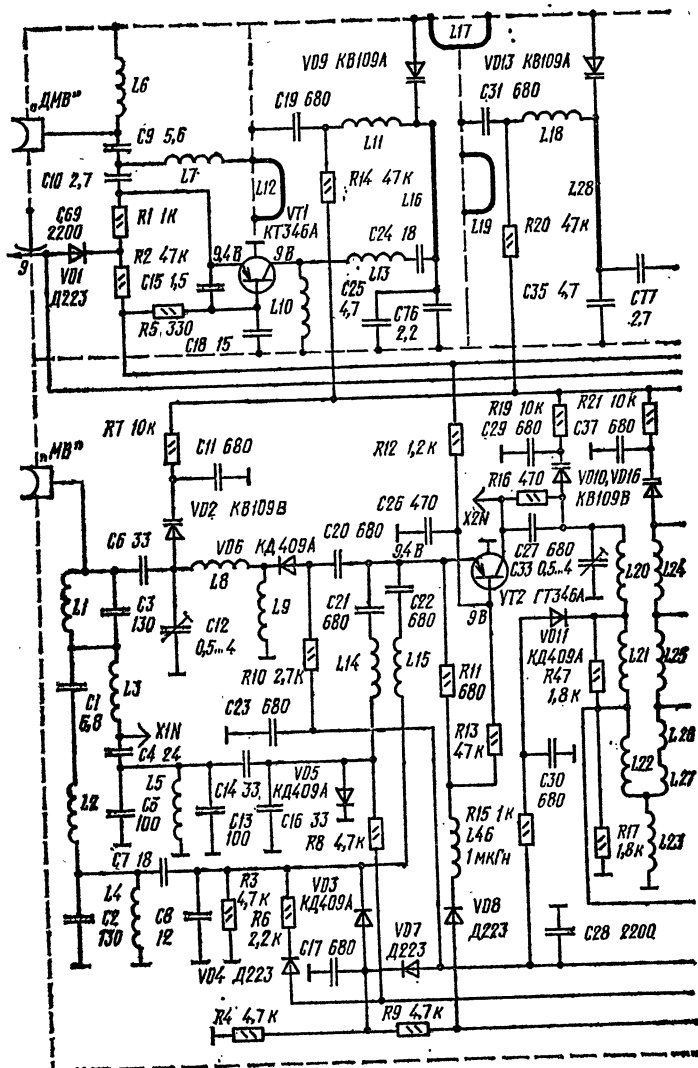 L17
VD9 КВ109А
VD13 КВ109А
L6
C19 680
C31 680
„ДМВ"
C9 5,6
L11
L18
C10 2,7
L7
L12
R14 47к
L16
L28
C69
2200
R1 1к
VT1
КТ346А
L19
R20 47к
R2 47к
9,4В
9В
C24 18
9
VD1
Д223
C15 1,5
L13
L10
C25
4,7
C76
2,2
C35 4,7
C77
2,7
R5 330
C18 15
R7 10к
R19 10к
R21 10к
C11 680
R12 1,2к
C29 680
C37 680
„МВ"
R16 470
VD10, VD16
КВ109В
VD2 КВ109В
C26 470
X2N
C6 33
VD6 КД409А
C20 680
9,4В
C27 680
C33 0,5...4
L8
L20
L24
L1
C3
130
L9
C21
680
C22
680
VT2 ГТ346А
C12
0,5...4
9В
VD11
КД409А
L14
L15
L21
L25
R10 2,7к
R11
680
R47
1,8к
C1
6,8
L3
C23 680
X1N
R13
47к
L26
C4 24
L22
L27
L5
VD5
КД409А
C30
680
L2
C5
100
C14 33
C13
100
C16 33
R8 4,7к
R15 1к
L46
1мкГн
R17
1,8к
L23
C7 18
L4
R3
4,7к
VD3
КД409А
C2
130
C8
12
R6
2,2к
VD7
Д223
VD8
Д223
VD4 Д223
C17 680
C28 2200
R4 4,7к
R9 4,7к